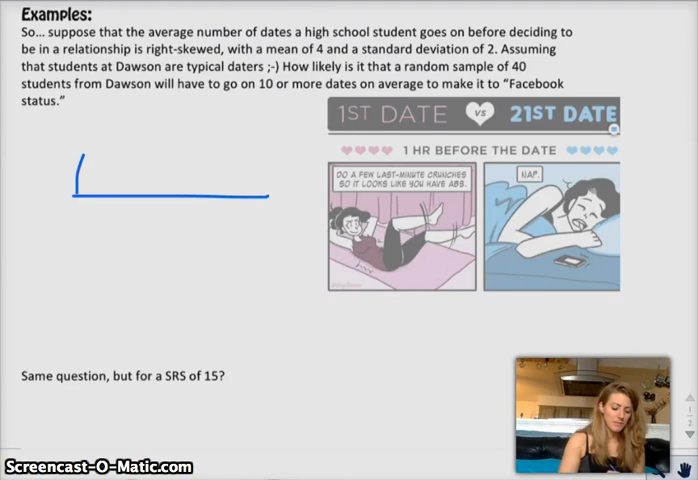 Examples:
So... suppose that the average number of dates a high school student goes on before deciding to
be in a relationship is right-skewed, with a mean of 4 and a standard deviation of 2. Assuming
that students at Dawson are typical daters ;-) How likely is it that a random sample of 40
students from Dawson will have to go on 10 or more dates on average to make it to “Facebook
status.”
1ST DATE VS 21ST DATE
1 HR BEFORE THE DATE
DO A FEW LAST-MINUTE CRUNCHES
SO IT LOOKS LIKE YOU HAVE ABS.
NAP.
Same question, but for a SRS of 15?
1
2
Screencast-O-Matic.com